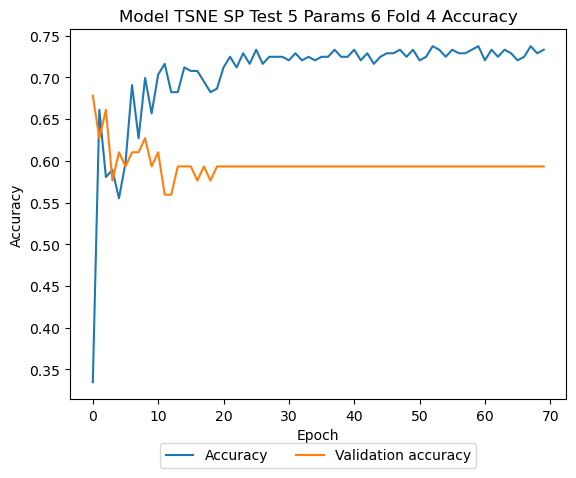 Model TSNE SP Test 5 Params 6 Fold 4 Accuracy
0.75
0.70
0.65
0.60
0.55
0.50
0.45
0.40
0.35
Accuracy
0 10 20 30 40 50 60 70
Epoch
Accuracy Validation accuracy